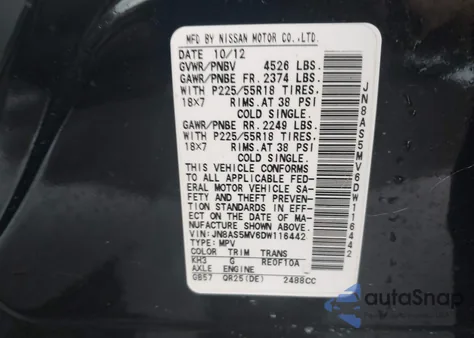 MFD BY NISSAN MOTOR CO.,LTD.
DATE 10/12
GVWR/PNBV 4526 LBS.
GAWR/PNBE FR. 2374 LBS.
WITH P225/55R18 TIRES.
18X7 RIMS.AT 38 PSI
COLD SINGLE.
GAWR/PNBE RR. 2249 LBS.
WITH P225/55R18 TIRES.
18X7 RIMS.AT 38 PSI
COLD SINGLE.
THIS VEHICLE CONFORMS
TO ALL APPLICABLE FED-
ERAL MOTOR VEHICLE SA-
FETY AND THEFT PREVEN-
TION STANDARDS IN EFF-
ECT ON THE DATE OF MA-
NUFACTURE SHOWN ABOVE.
JN8AS5MV6DW116442
TYPE: MPV
COLOR TRIM TRANS
KH3 G RE0F10A
AXLE ENGINE
GB57 QR25(DE) 2488CC
JN8AS5MV6DW116442
autaSnap